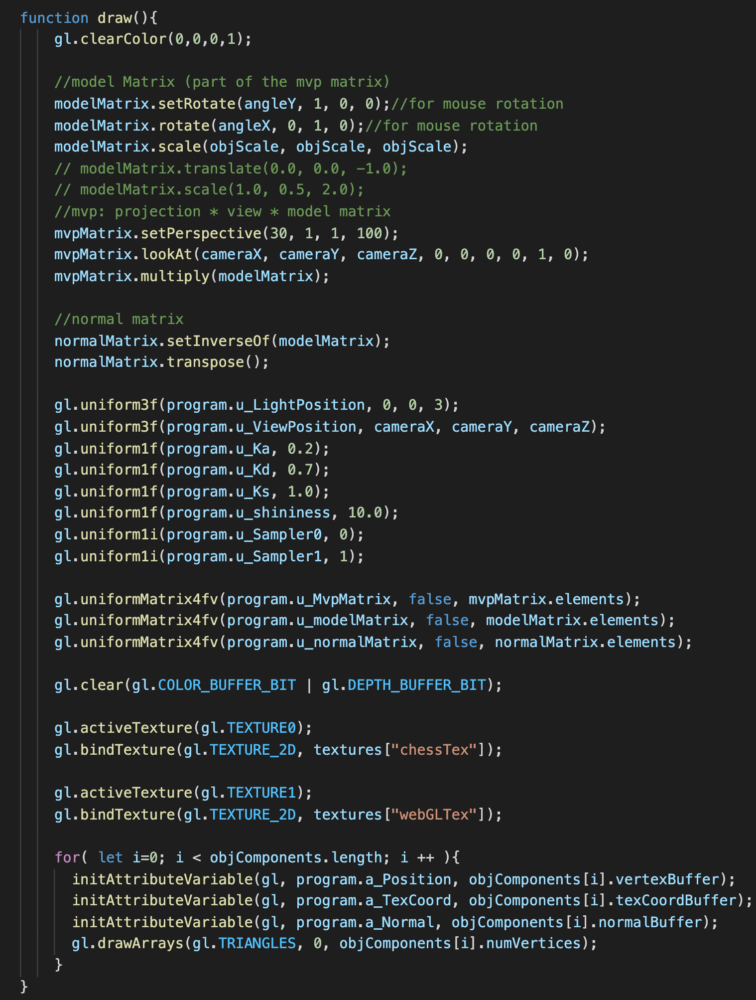 function draw(){
gl.clearColor(0,0,0,1);
//model Matrix (part of the mvp matrix)
modelMatrix.setRotate(angleY, 1, 0, 0);//for mouse rotation
modelMatrix.rotate(angleX, 0, 1, 0);//for mouse rotation
modelMatrix.scale(objScale, objScale, objScale);
// modelMatrix.translate(0.0, 0.0, -1.0);
// modelMatrix.scale(1.0, 0.5, 2.0);
//mvp: projection * view * model matrix
mvpMatrix.setPerspective(30, 1, 1, 100);
mvpMatrix.lookAt(cameraX, cameraY, cameraZ, 0, 0, 0, 0, 1, 0);
mvpMatrix.multiply(modelMatrix);
//normal matrix
normalMatrix.setInverseOf(modelMatrix);
normalMatrix.transpose();
gl.uniform3f(program.u_LightPosition, 0, 0, 3);
gl.uniform3f(program.u_ViewPosition, cameraX, cameraY, cameraZ);
gl.uniform1f(program.u_Ka, 0.2);
gl.uniform1f(program.u_Kd, 0.7);
gl.uniform1f(program.u_Ks, 1.0);
gl.uniform1f(program.u_shininess, 10.0);
gl.uniform1i(program.u_Sampler0, 0);
gl.uniform1i(program.u_Sampler1, 1);
gl.uniformMatrix4fv(program.u_MvpMatrix, false, mvpMatrix.elements);
gl.uniformMatrix4fv(program.u_modelMatrix, false, modelMatrix.elements);
gl.uniformMatrix4fv(program.u_normalMatrix, false, normalMatrix.elements);
gl.clear(gl.COLOR_BUFFER_BIT | gl.DEPTH_BUFFER_BIT);
gl.activeTexture(gl.TEXTURE0);
gl.bindTexture(gl.TEXTURE_2D, textures["chessTex"]);
gl.activeTexture(gl.TEXTURE1);
gl.bindTexture(gl.TEXTURE_2D, textures["webGLTex"]);
for( let i=0; i < objComponents.length; i ++ ){
initAttributeVariable(gl, program.a_Position, objComponents[i].vertexBuffer);
initAttributeVariable(gl, program.a_TexCoord, objComponents[i].texCoordBuffer);
initAttributeVariable(gl, program.a_Normal, objComponents[i].normalBuffer);
gl.drawArrays(gl.TRIANGLES, 0, objComponents[i].numVertices);
}
}